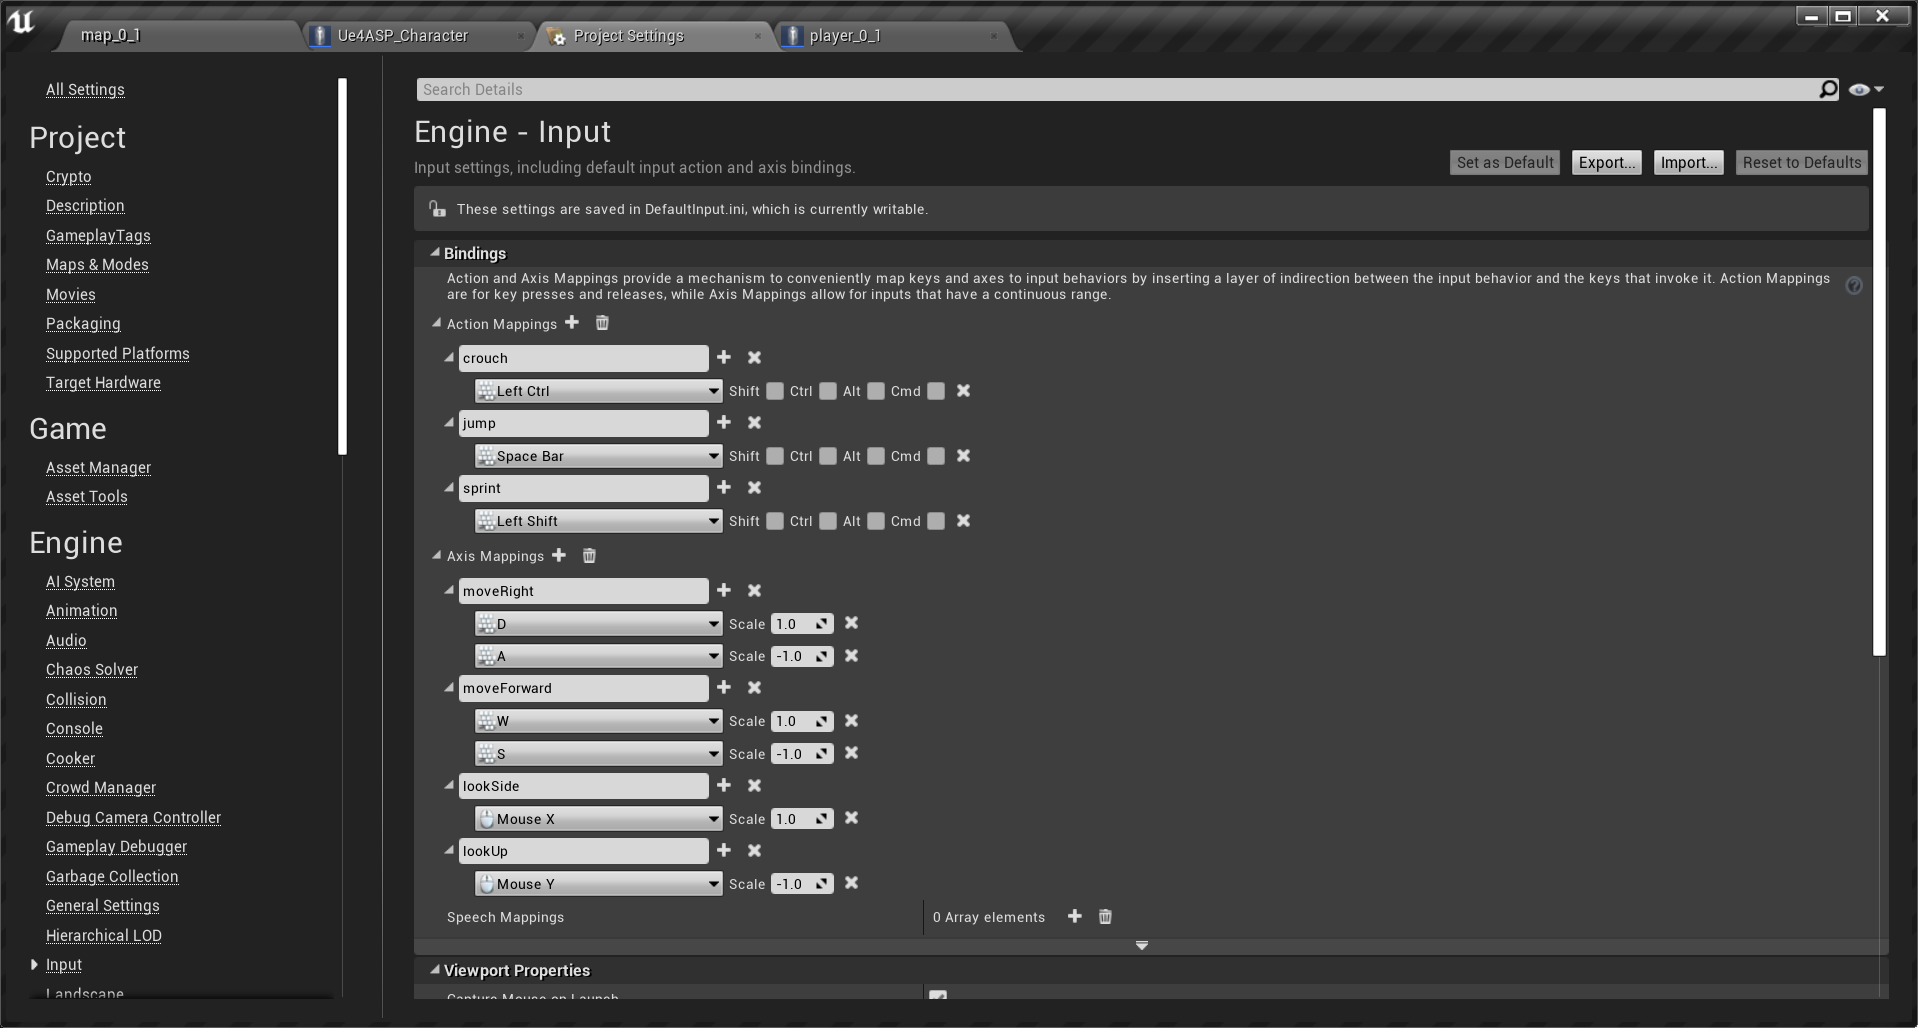 map_0_1
Ue4ASP_Character
Project Settings
player_0_1
All Settings
Project
Crypto
Description
GameplayTags
Maps & Modes
Movies
Packaging
Supported Platforms
Target Hardware
Game
Asset Manager
Asset Tools
Engine
AI System
Animation
Audio
Chaos Solver
Collision
Console
Cooker
Crowd Manager
Debug Camera Controller
Gameplay Debugger
Garbage Collection
General Settings
Hierarchical LOD
Input
Landscape
Search Details
Engine - Input
Input settings, including default input action and axis bindings.
Set as Default
Export...
Import...
Reset to Defaults
These settings are saved in DefaultInput.ini, which is currently writable.
Bindings
Action and Axis Mappings provide a mechanism to conveniently map keys and axes to input behaviors by inserting a layer of indirection between the input behavior and the keys that invoke it. Action Mappings
are for key presses and releases, while Axis Mappings allow for inputs that have a continuous range.
Action Mappings
crouch
Left Ctrl Shift Ctrl Alt Cmd
jump
Space Bar Shift Ctrl Alt Cmd
sprint
Left Shift Shift Ctrl Alt Cmd
Axis Mappings
moveRight
D Scale 1.0
A Scale -1.0
moveForward
W Scale 1.0
S Scale -1.0
lookSide
Mouse X Scale 1.0
lookUp
Mouse Y Scale -1.0
Speech Mappings 0 Array elements
Viewport Properties
Capture Mouse on Launch